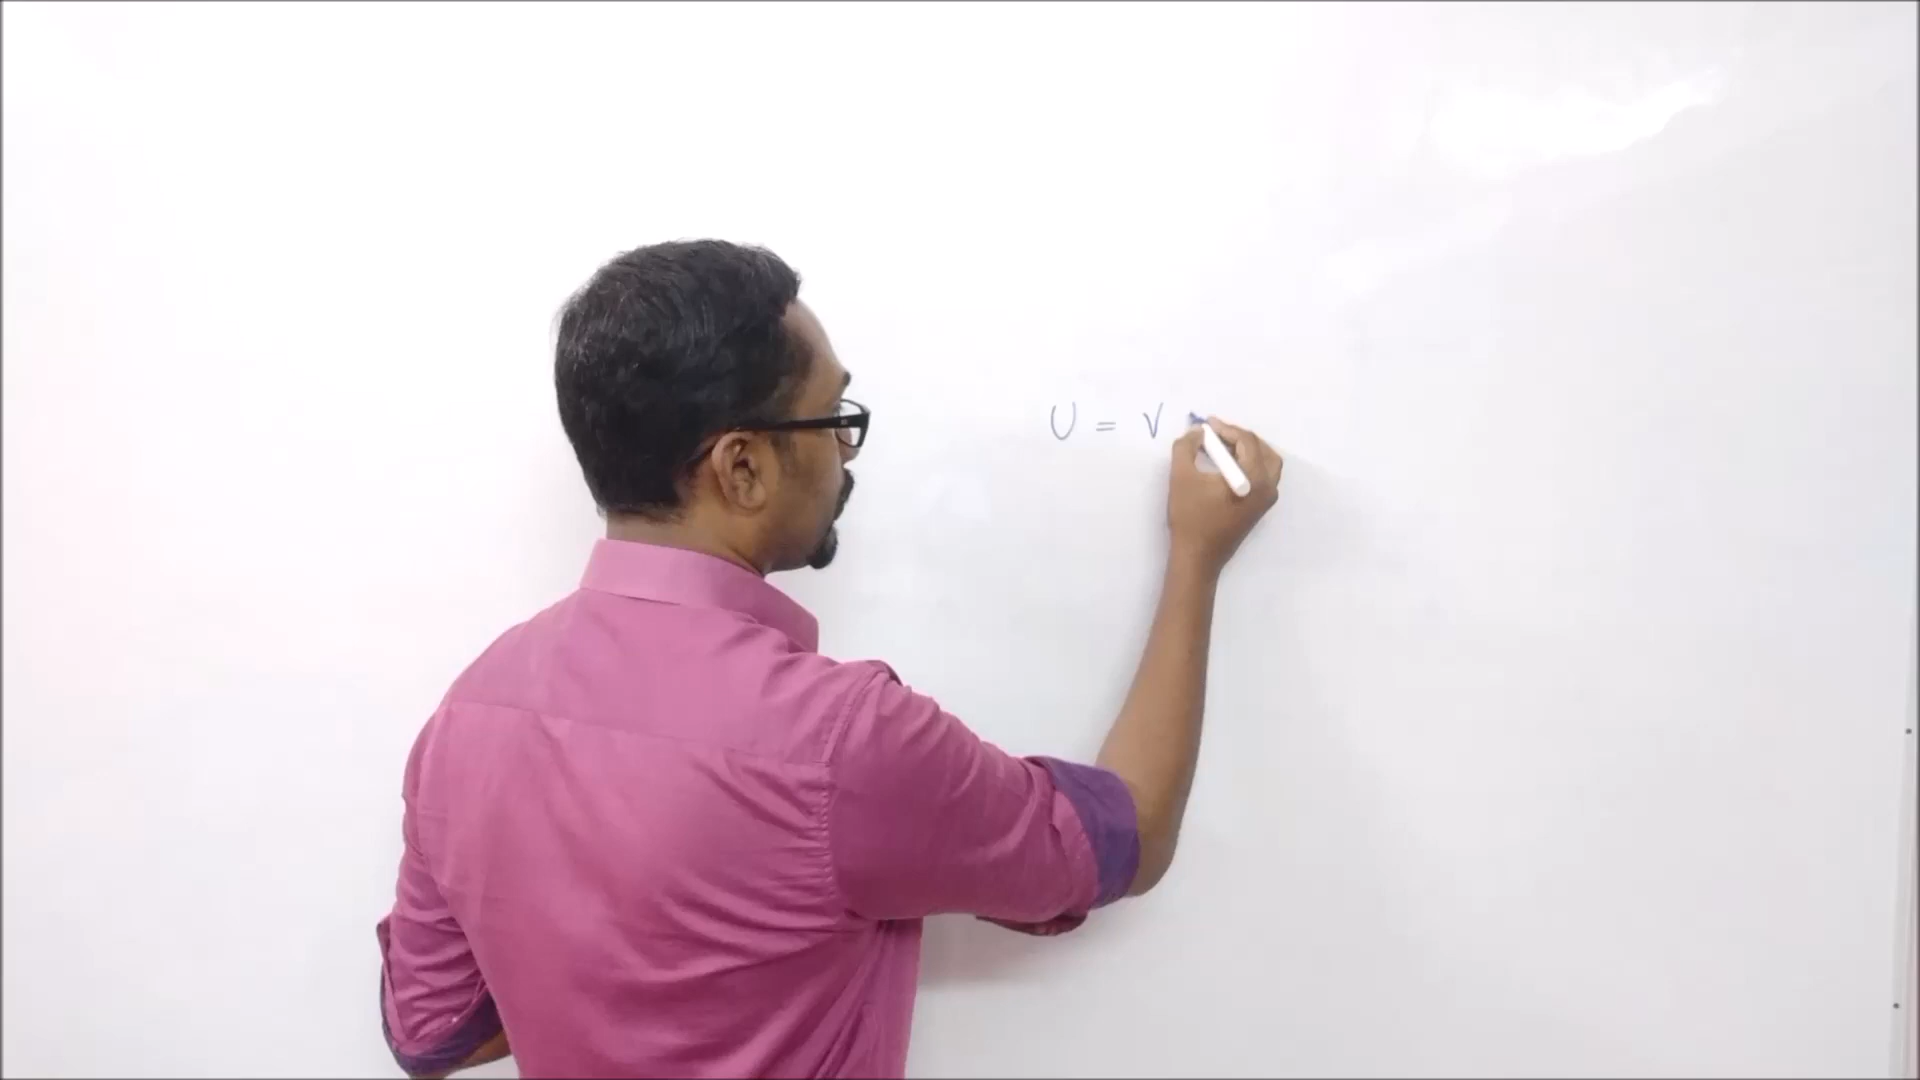 U = V